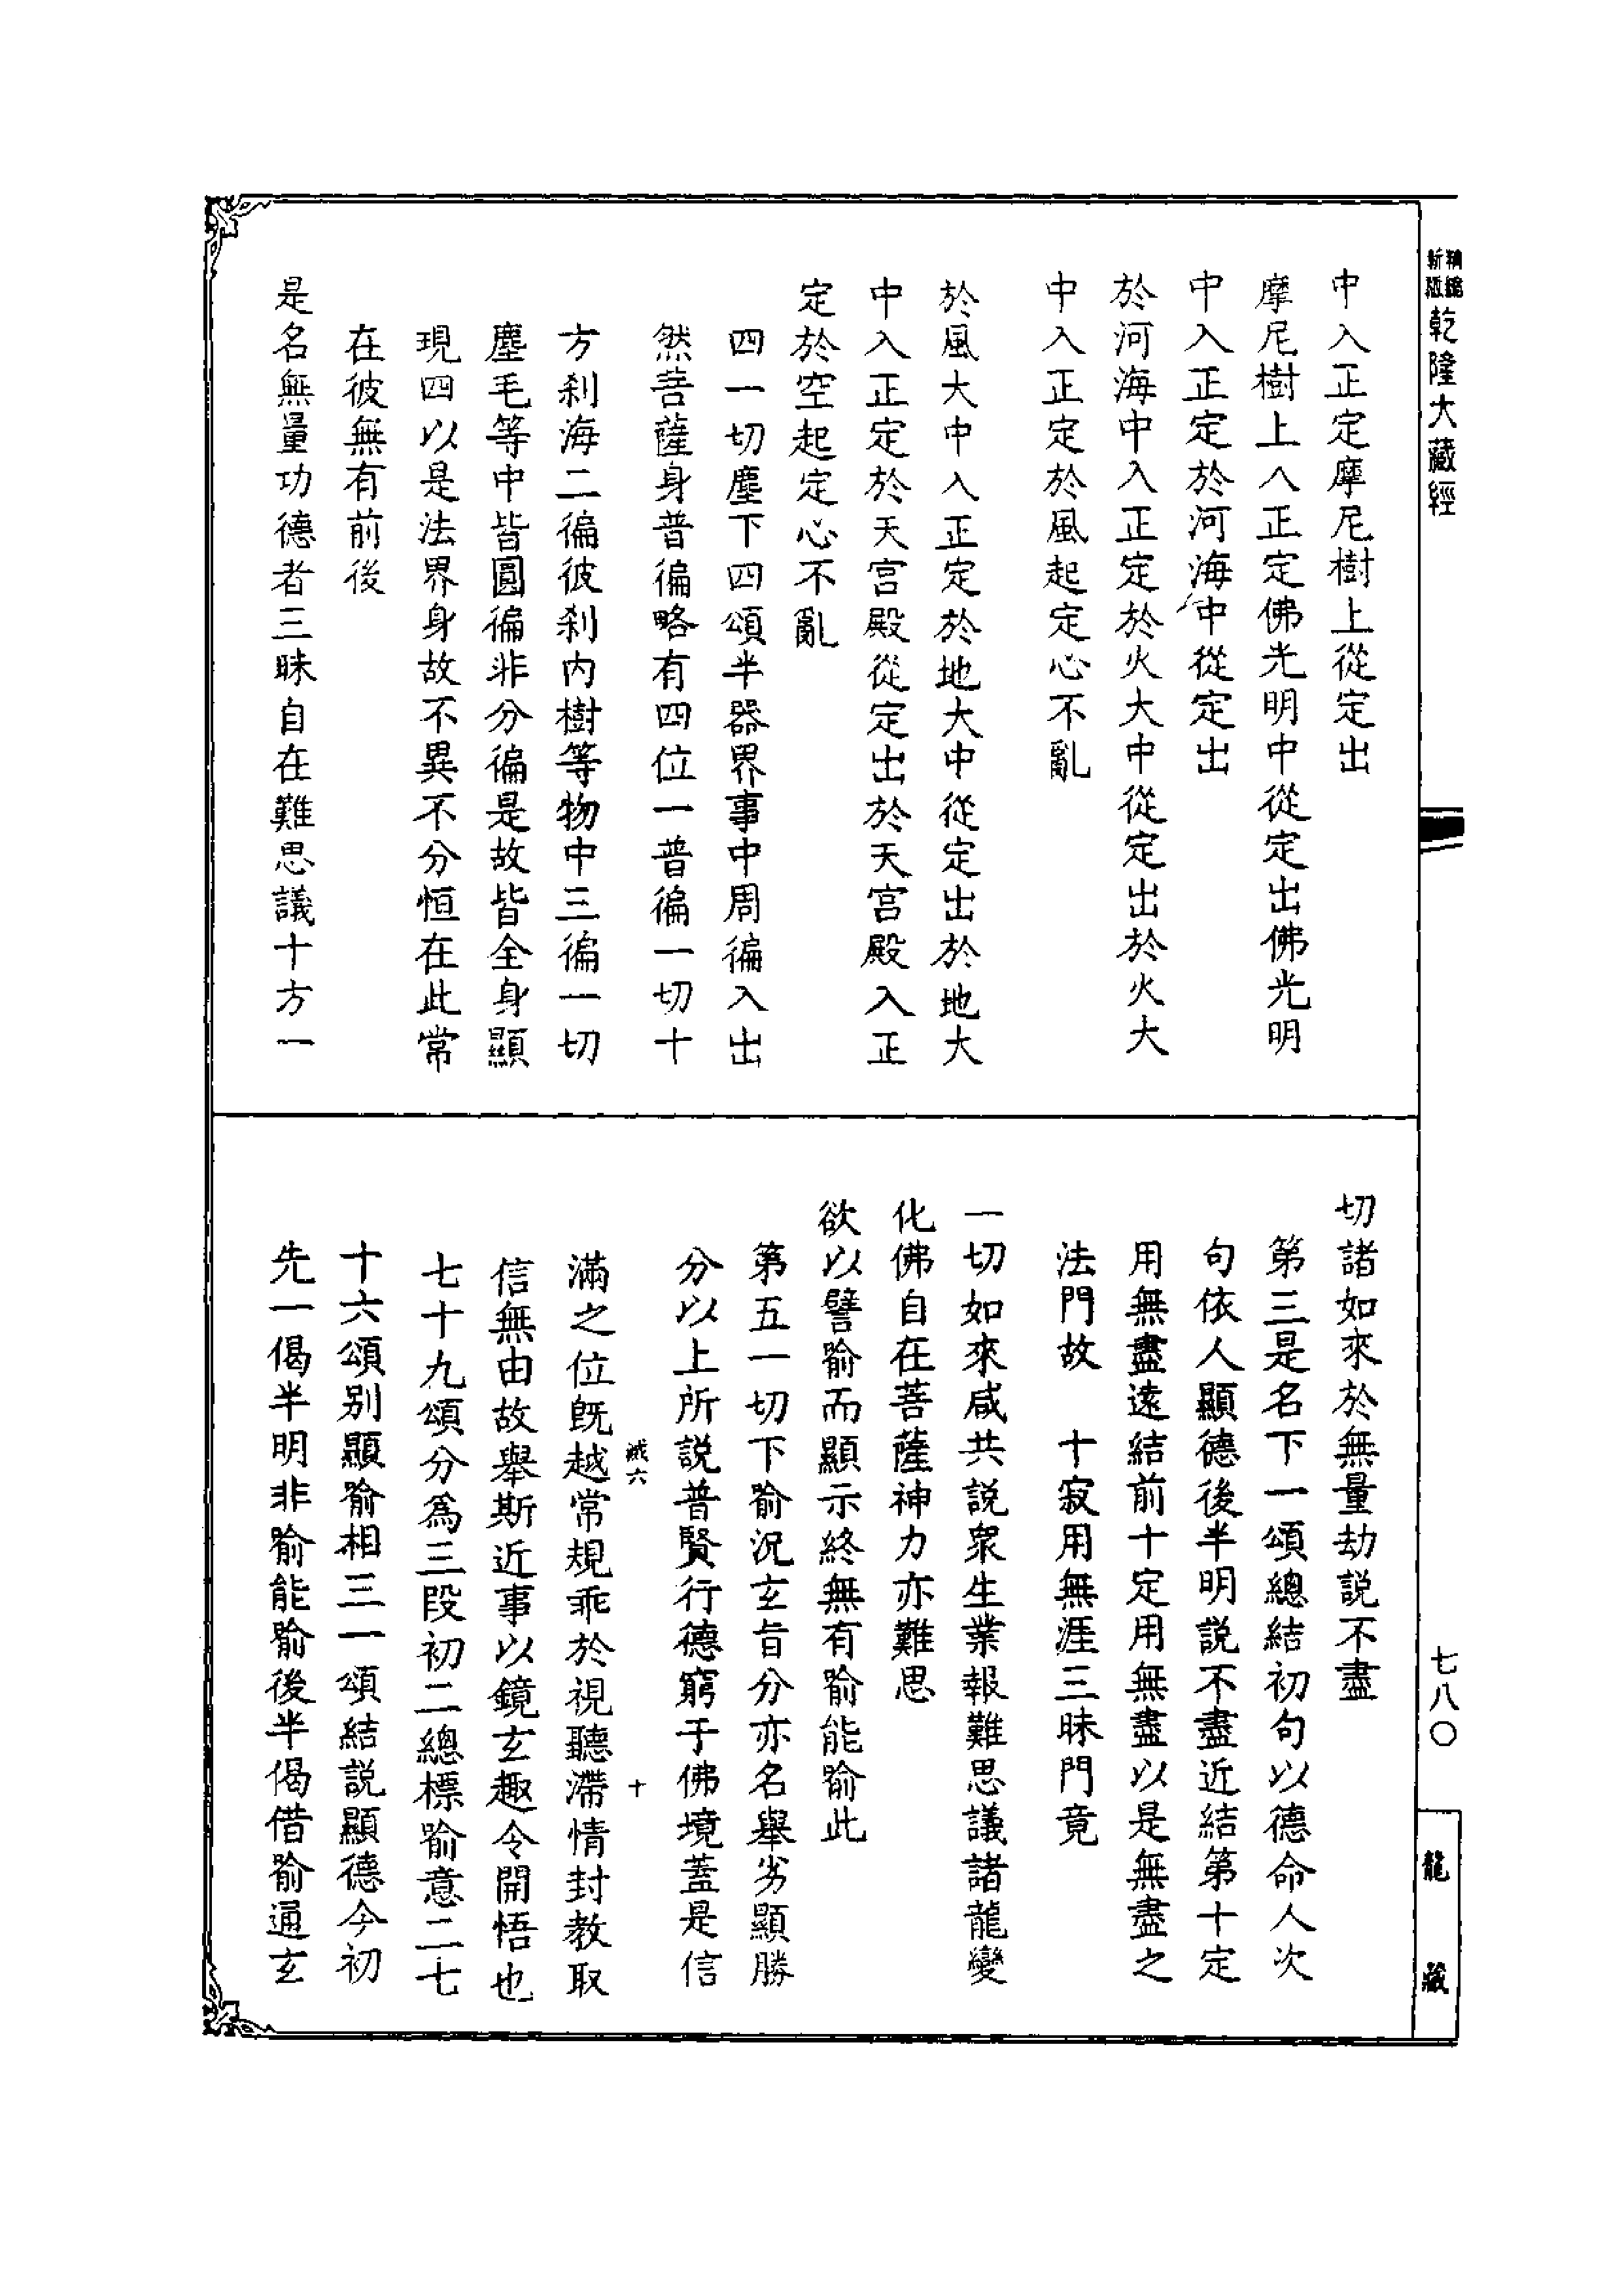 精縮
新版
乾隆大藏經
中入正定摩尼樹上從定出
摩尼樹上入正定佛光明中從定出佛光明
中入正定於河海中從定出
於河海中入正定於火大中從定出於火大
中入正定於風起定心不亂
於風大中入正定於地大中從定出於地大
中入正定於天宮殿從定出於天宮殿入正
定於空起定心不亂
四一切塵下四頌半器界事中周徧入出
然菩薩身普徧略有四位一普徧一切十
方刹海二徧彼刹内樹等物中三徧一切
塵毛等中皆圓徧非分徧是故皆全身顯
現四以是法界身故不異不分恒在此常
在彼無有前後
是名無量功德者三昧自在難思議十方一
切諸如來於無量劫説不盡
第三是名下一頌總結初句以德命人次
句依人顯德後半明説不盡近結第十定
用無盡遠結前十定用無盡以是無盡之
法門故　十寂用無涯三昧門竟
一切如來咸共説衆生業報難思議諸龍變
化佛自在菩薩神力亦難思
欲以譬喻而顯示終無有喻能喻此
第五一切下喻況玄旨分亦名舉劣顯勝
分以上所説普賢行德窮于佛境蓋是信
滿之位旣越常規乖於視聽滯情封教取
信無由故舉斯近事以鏡玄趣令開悟也
七十九頌分爲三段初二總標喻意二七
十六頌別顯喻相三一頌結説顯德今初
先一偈半明非喻能喻後半偈借喻通玄
六
十
七八〇
龍藏